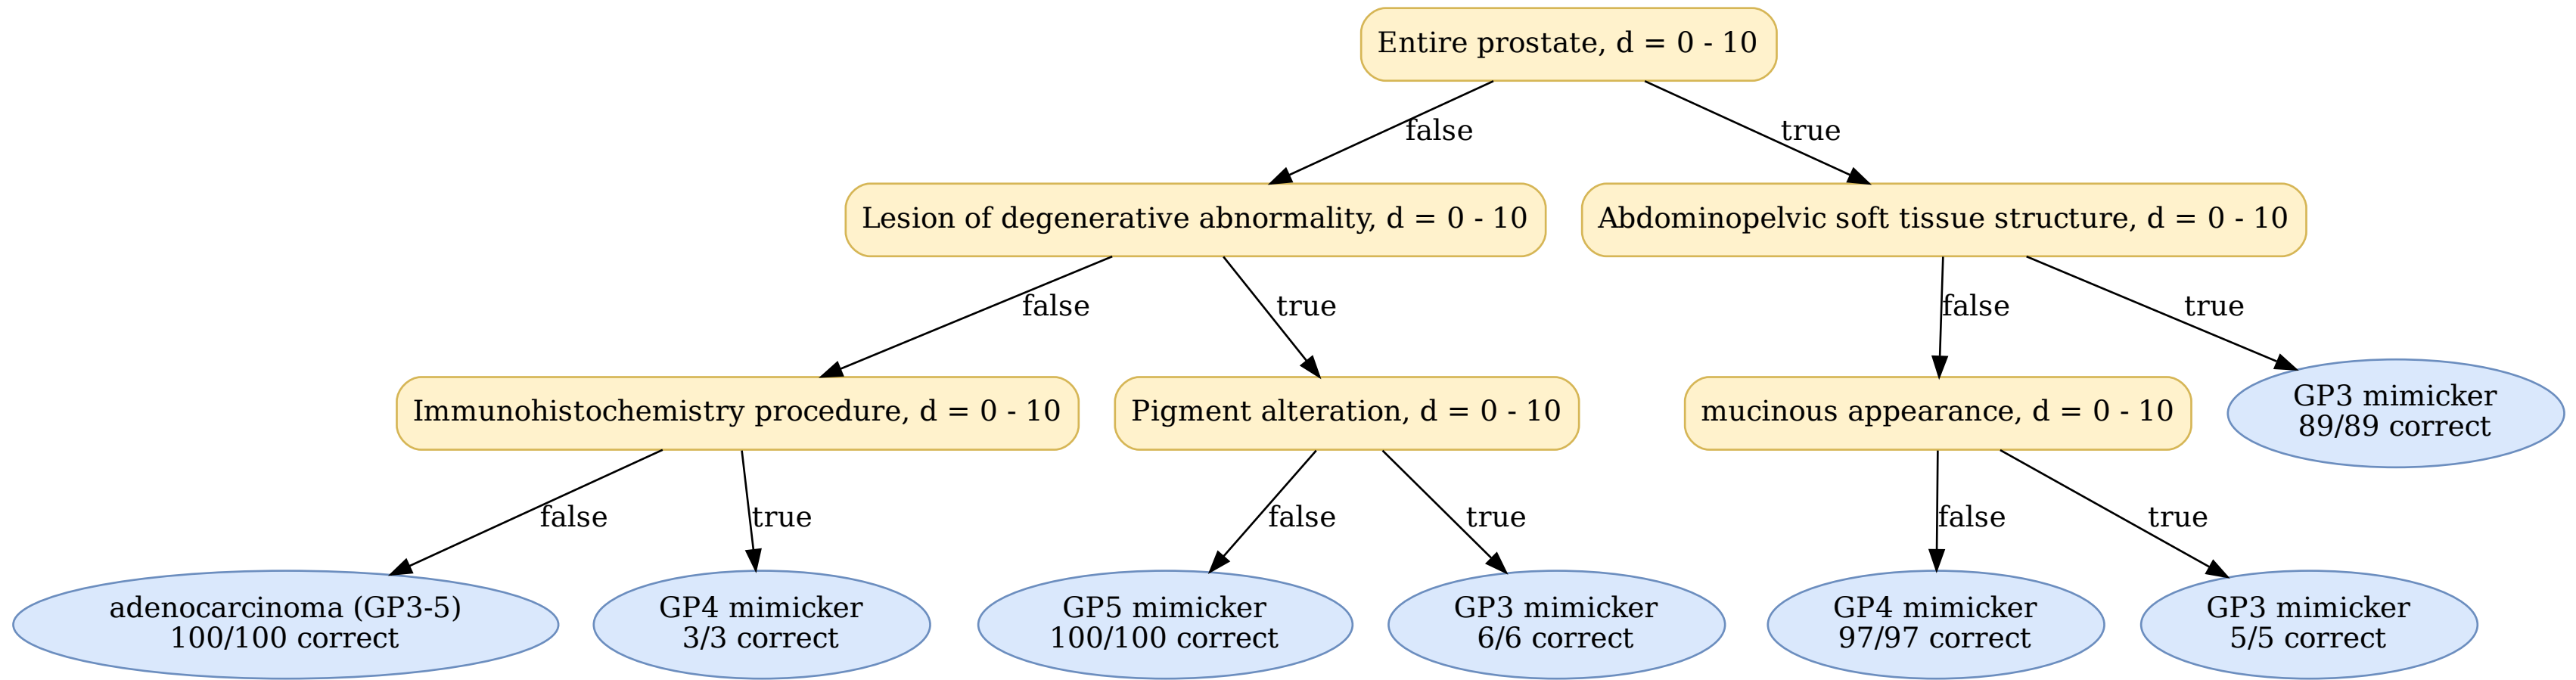 Entire prostate, d = 0 - 10
false
true
Lesion of degenerative abnormality, d = 0 - 10
Abdominopelvic soft tissue structure, d = 0 - 10
false
true
false
true
Immunohistochemistry procedure, d = 0 - 10
Pigment alteration, d = 0 - 10
mucinous appearance, d = 0 - 10
GP3 mimicker
89/89 correct
false
true
false
true
false
true
adenocarcinoma (GP3-5)
100/100 correct
GP4 mimicker
3/3 correct
GP5 mimicker
100/100 correct
GP3 mimicker
6/6 correct
GP4 mimicker
97/97 correct
GP3 mimicker
5/5 correct